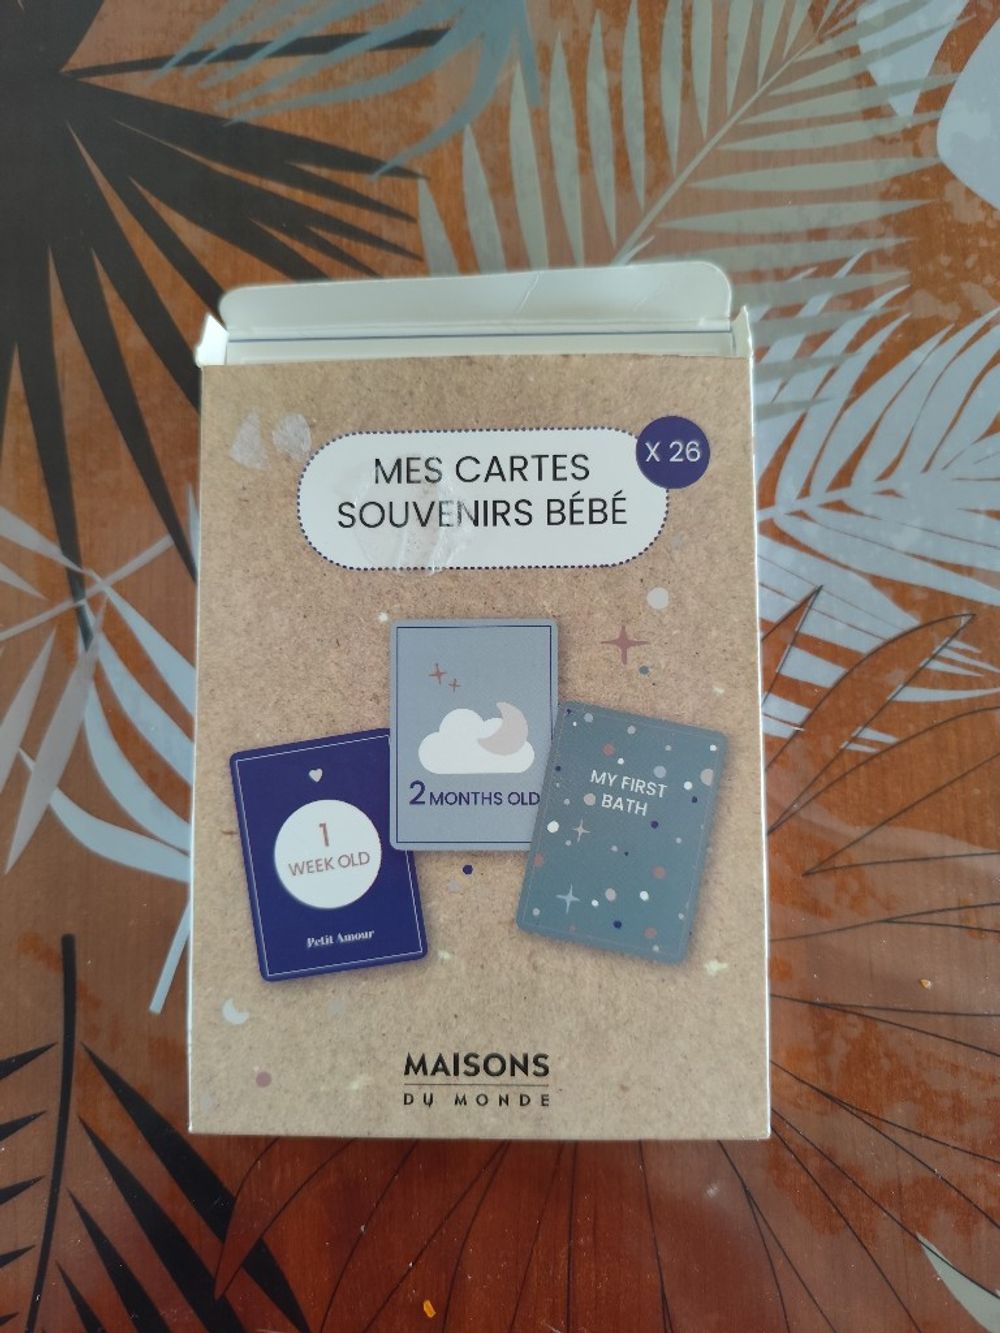 MES CARTES
SOUVENIRS BÉBÉ
X 26
2 MONTHS OLD
1
WEEK OLD
Petit Amour
MY FIRST
BATH
MAISONS
DU MONDE